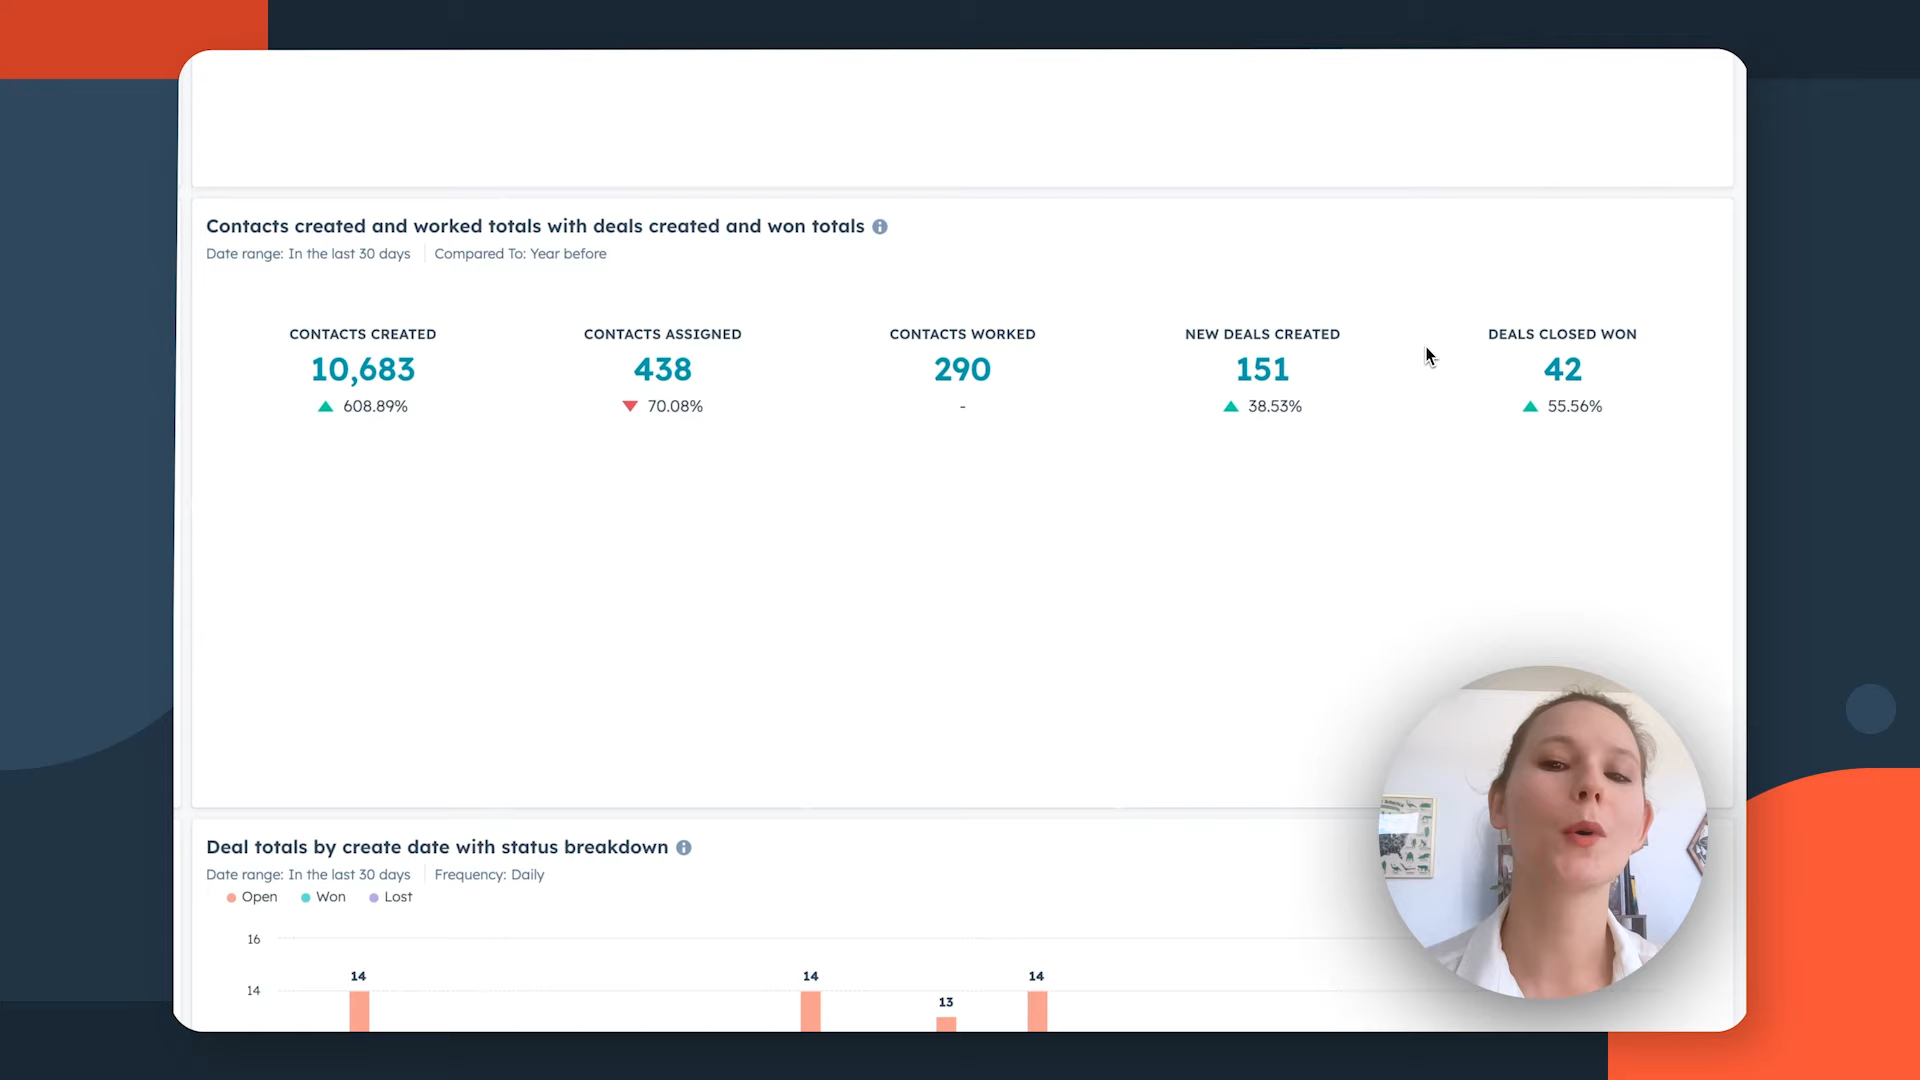 Contacts created and worked totals with deals created and won totals
Date range: In the last 30 days Compared To: Year before
CONTACTS CREATED
10,683
608.89%
CONTACTS ASSIGNED
438
70.08%
CONTACTS WORKED
290
-
NEW DEALS CREATED
151
38.53%
DEALS CLOSED WON
42
55.56%
Deal totals by create date with status breakdown
Date range: In the last 30 days Frequency: Daily
Open Won Lost
16
14
14
14
13
14